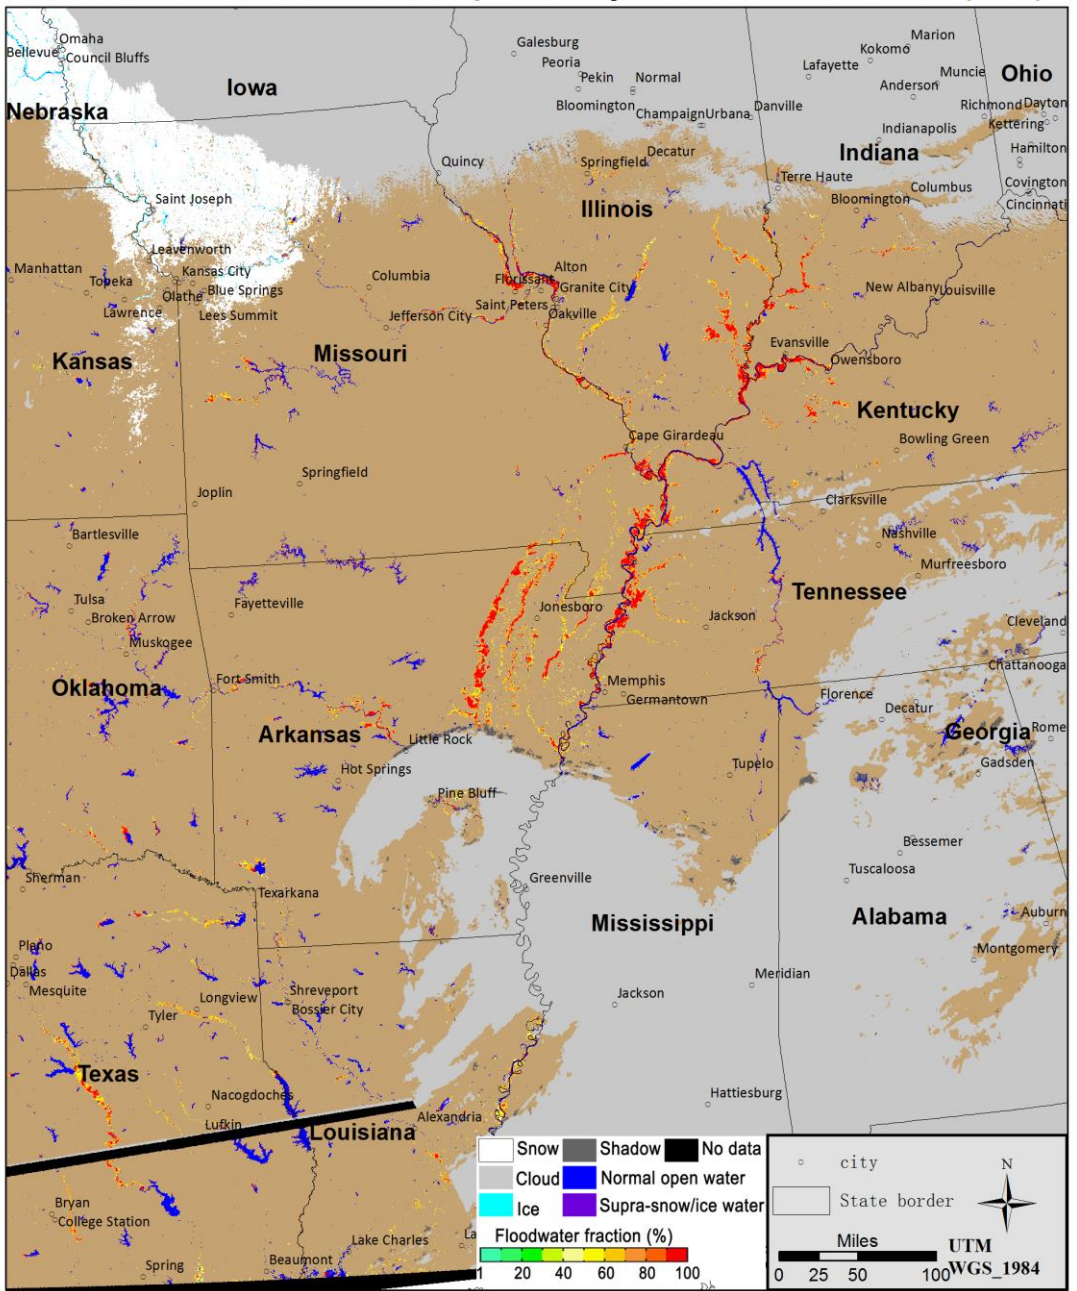 Omaha
Bellevue
Council Bluffs
Iowa
Nebraska
Galesburg
Peoria
Pekin
Normal
Bloomington
Champaign
Urbana
Danville
Marion
Kokomo
Lafayette
Muncie
Anderson
Ohio
Richmond
Dayton
Kettering
Indianapolis
Hamilton
Indiana
Quincy
Springfield
Decatur
Terre Haute
Columbus
Covington
Bloomington
Cincinnati
Saint Joseph
Illinois
Leavenworth
Manhattan
Topeka
Kansas City
Olathe
Blue Springs
Lawrence
Lees Summit
Columbia
Jefferson City
Alton
Florissant
Granite City
Saint Peters
Oakville
New Albany
Louisville
Kansas
Missouri
Evansville
Owensboro
Kentucky
Cape Girardeau
Bowling Green
Springfield
Joplin
Clarksville
Bartlesville
Nashville
Murfreesboro
Tulsa
Broken Arrow
Fayetteville
Jonesboro
Jackson
Tennessee
Cleveland
Muskogee
Chattanooga
Oklahoma
Fort Smith
Memphis
Germantown
Florence
Decatur
Arkansas
Little Rock
Georgia
Rome
Hot Springs
Tupelo
Gadsden
Pine Bluff
Bessemer
Tuscaloosa
Sherman
Texarkana
Greenville
Mississippi
Alabama
Auburn
Plano
Dallas
Mesquite
Montgomery
Longview
Shreveport
Bossier City
Tyler
Jackson
Meridian
Texas
Nacogdoches
Hattiesburg
Lufkin
Alexandria
Louisiana
Bryan
College Station
Lake Charles
La
Spring
Beaumont
Snow
Shadow
No data
Cloud
Normal open water
Ice
Supra-snow/ice water
Floodwater fraction (%)
1 20 40 60 80 100
city
State border
N
Miles
0 25 50 100
UTM
WGS_1984